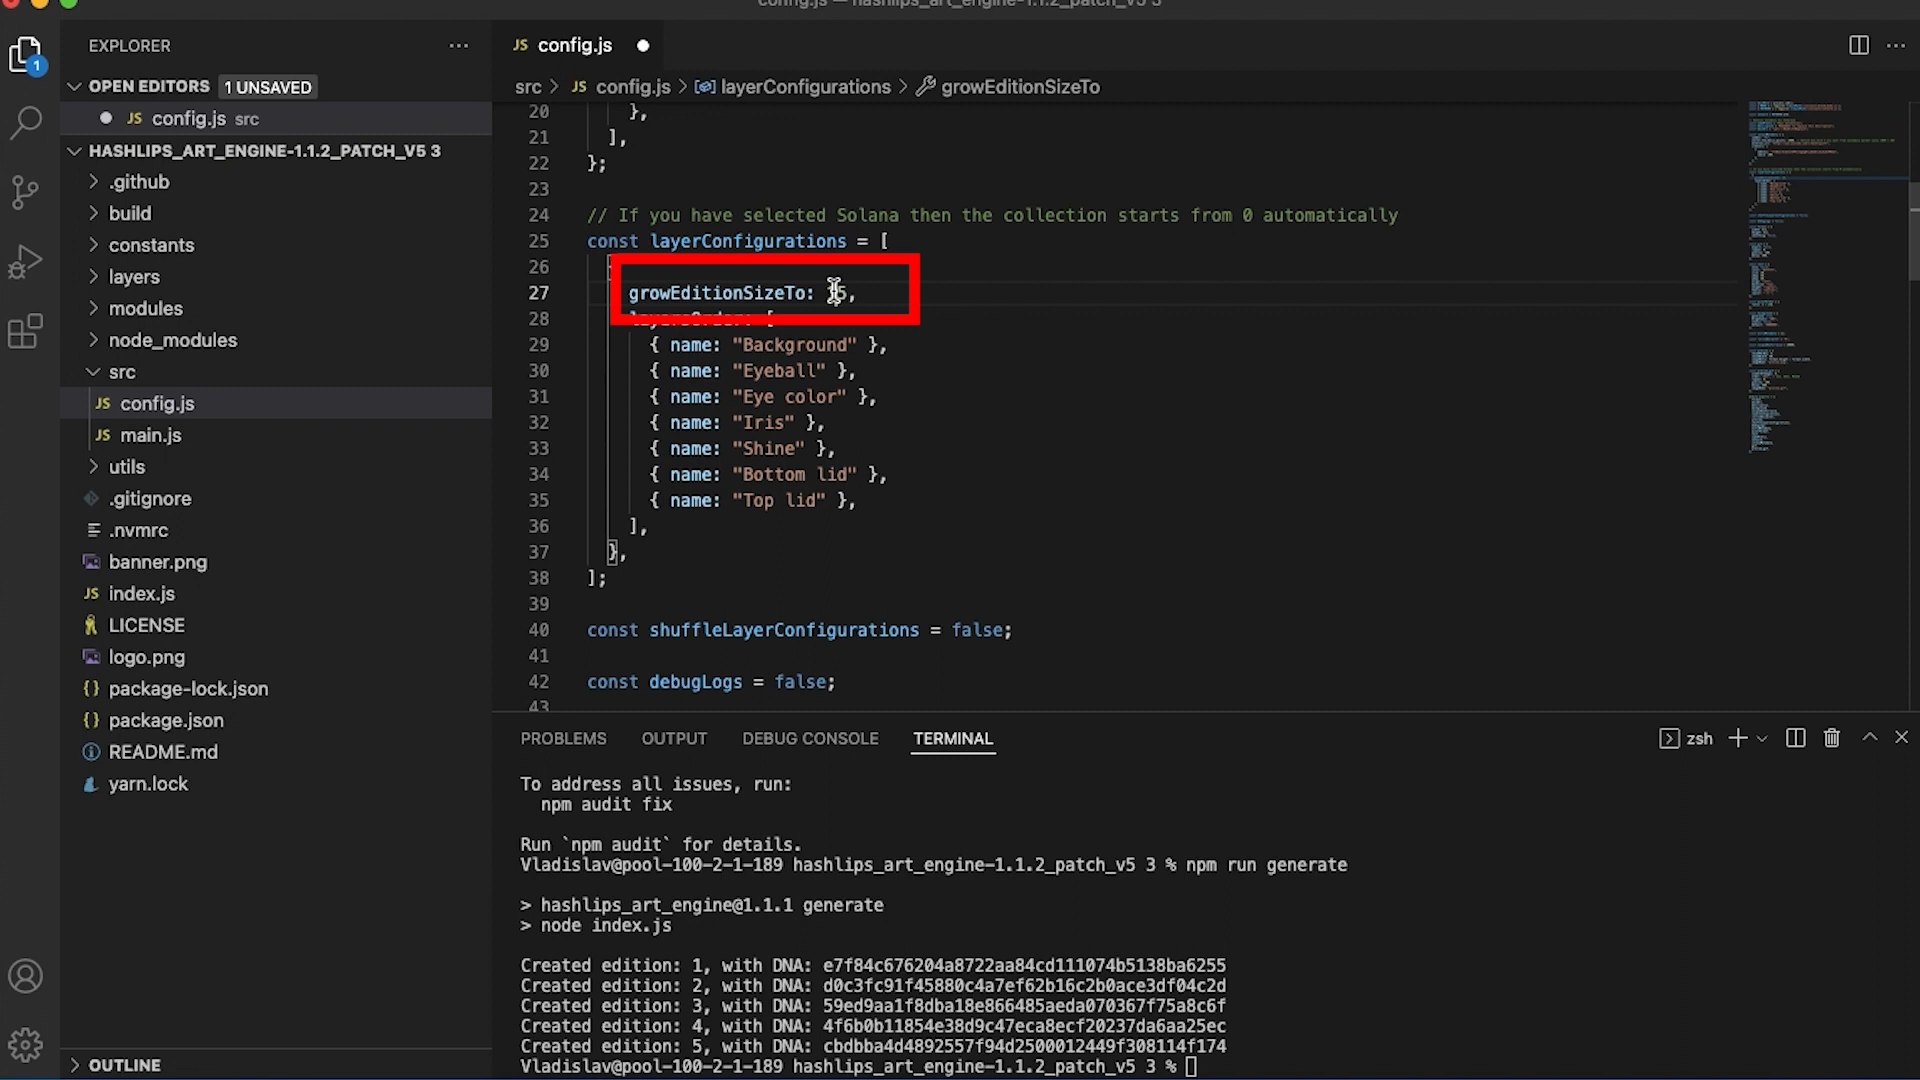 config.js — hashlips_art_engine-1.1.2_patch_v5 3
EXPLORER
OPEN EDITORS 1 UNSAVED
JS config.js src
HASHLIPS_ART_ENGINE-1.1.2_PATCH_V5 3
.github
build
constants
layers
modules
node_modules
src
JS config.js
JS main.js
utils
.gitignore
.nvmrc
banner.png
JS index.js
LICENSE
logo.png
{} package-lock.json
{} package.json
README.md
yarn.lock
OUTLINE
1
JS config.js
src > JS config.js > layerConfigurations > growEditionSizeTo
20 },
21 ],
22 };
23
24 // If you have selected Solana then the collection starts from 0 automatically
25 const layerConfigurations = [
26
27 growEditionSizeTo: 5,
28 layersOrder: [
29 { name: "Background" },
30 { name: "Eyeball" },
31 { name: "Eye color" },
32 { name: "Iris" },
33 { name: "Shine" },
34 { name: "Bottom lid" },
35 { name: "Top lid" },
36 ],
37 },
38 ];
39
40 const shuffleLayerConfigurations = false;
41
42 const debugLogs = false;
43
PROBLEMS OUTPUT DEBUG CONSOLE TERMINAL zsh
To address all issues, run:
npm audit fix
Run `npm audit` for details.
Vladislav@pool-100-2-1-189 hashlips_art_engine-1.1.2_patch_v5 3 % npm run generate
> hashlips_art_engine@1.1.1 generate
> node index.js
Created edition: 1, with DNA: e7f84c676204a8722aa84cd111074b5138ba6255
Created edition: 2, with DNA: d0c3fc91f45880c4a7ef62b16c2b0ace3df04c2d
Created edition: 3, with DNA: 59ed9aa1f8dba18e866485aeda070367f75a8c6f
Created edition: 4, with DNA: 4f6b0b11854e38d9c47eca8ecf20237da6aa25ec
Created edition: 5, with DNA: cbdbba4d4892557f94d2500012449f308114f174
Vladislav@pool-100-2-1-189 hashlips_art_engine-1.1.2_patch_v5 3 %